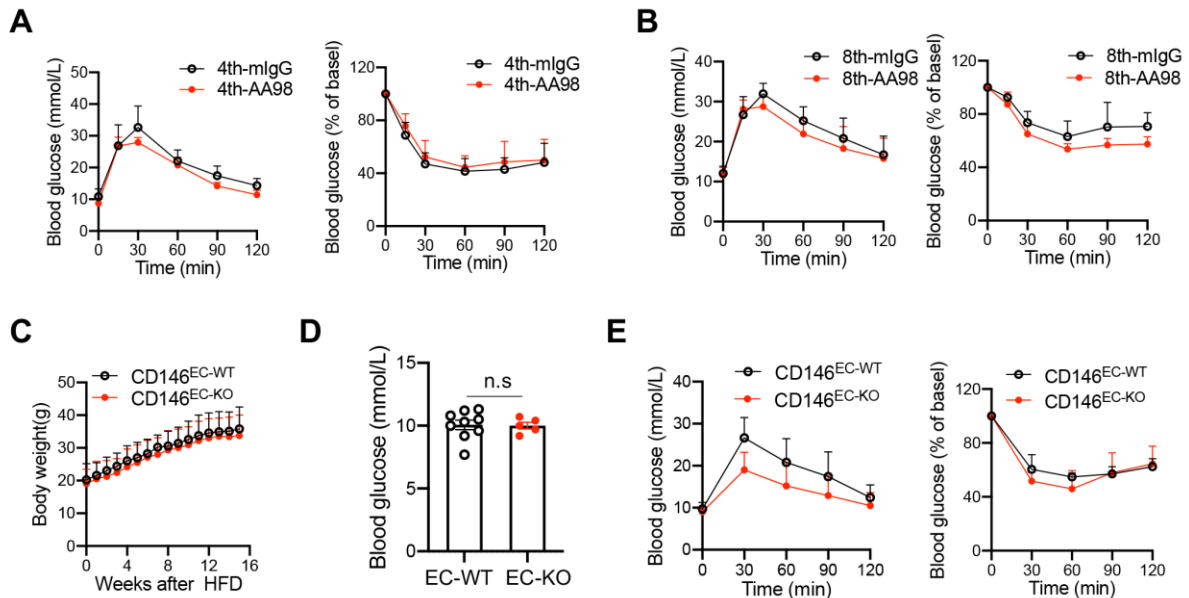 A
Blood glucose (mmol/L)
50
40
30
20
10
0
4th-mIgG
4th-AA98
0 30 60 90 120
Time (min)
Blood glucose (% of basel)
120
80
40
0
4th-mIgG
4th-AA98
0 30 60 90 120
Time (min)
B
Blood glucose (mmol/L)
40
30
20
10
0
8th-mIgG
8th-AA98
0 30 60 90 120
Time (min)
Blood glucose (% of basel)
120
80
40
0
8th-mIgG
8th-AA98
0 30 60 90 120
Time (min)
C
CD146EC-WT
CD146EC-KO
Body weight(g)
50
40
30
20
10
0
0 4 8 12 16
Weeks after HFD
D
Blood glucose (mmol/L)
15
10
5
0
n.s
EC-WT EC-KO
E
CD146EC-WT
CD146EC-KO
Blood glucose (mmol/L)
40
30
20
10
0
0 30 60 90 120
Time (min)
CD146EC-WT
CD146EC-KO
Blood glucose (% of basel)
120
80
40
0
0 30 60 90 120
Time (min)